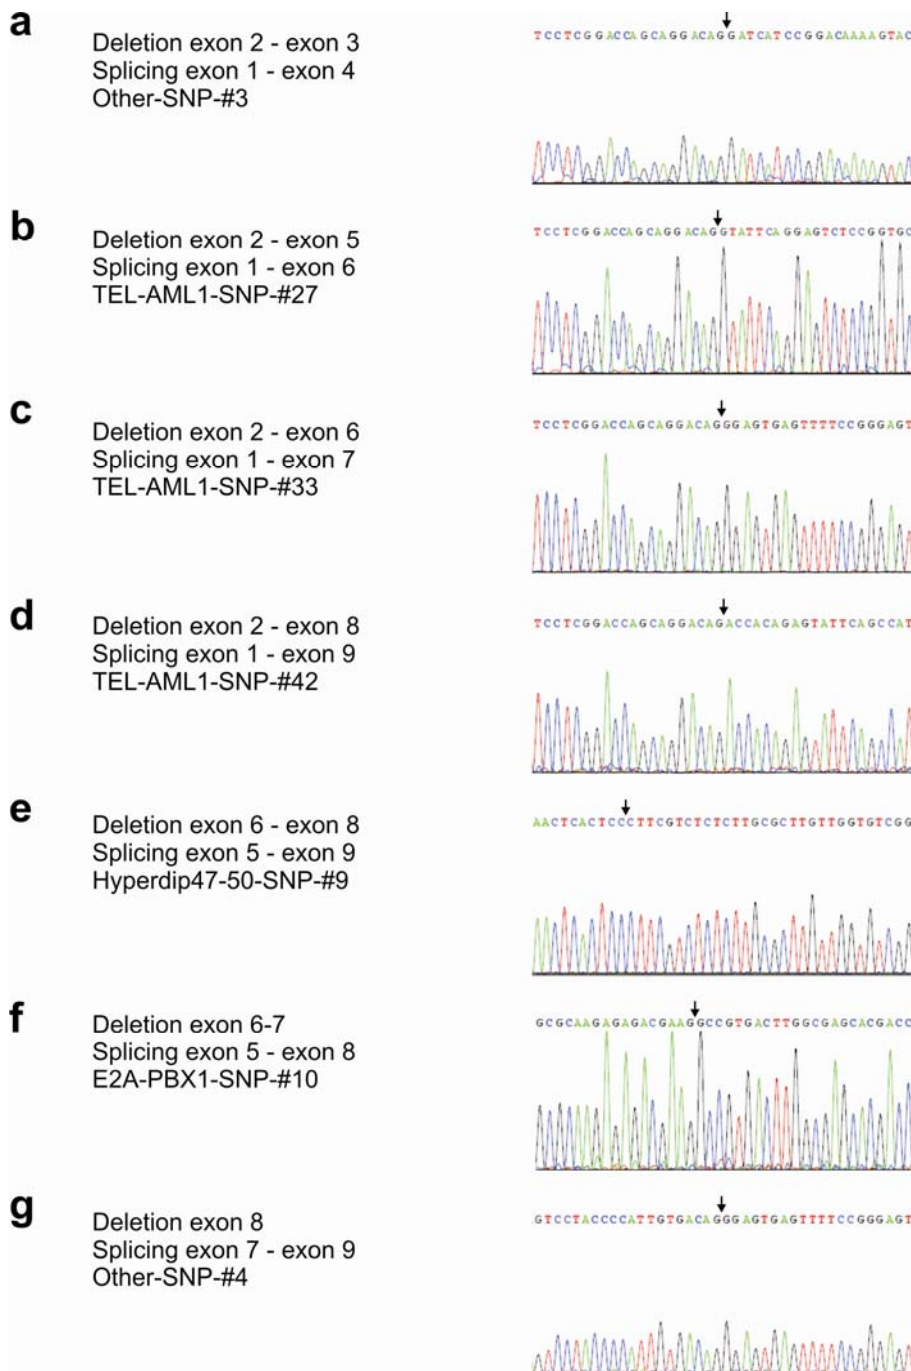 a
Deletion exon 2 - exon 3
Splicing exon 1 - exon 4
Other-SNP-#3
TCCTCGGACCAGCAGGACAGGATCATCCGGACAAAAGTAC
b
Deletion exon 2 - exon 5
Splicing exon 1 - exon 6
TEL-AML1-SNP-#27
TCCTCGGACCAGCAGGACAGGTATTCAGGAGTCTCCGGTGC
c
Deletion exon 2 - exon 6
Splicing exon 1 - exon 7
TEL-AML1-SNP-#33
TCCTCGGACCAGCAGGACAGGGAGTGAGTTTTCCGGGAGT
d
Deletion exon 2 - exon 8
Splicing exon 1 - exon 9
TEL-AML1-SNP-#42
TCCTCGGACCAGCAGGACAGACCACAGAGTATTCAGCCAT
e
Deletion exon 6 - exon 8
Splicing exon 5 - exon 9
Hyperdip47-50-SNP-#9
AACTCACTCCCTTCGTCTCTCTTGCGCTTGTTGGTGTCGG
f
Deletion exon 6-7
Splicing exon 5 - exon 8
E2A-PBX1-SNP-#10
GCGCAAGAGAGACGAAGGCCGTGACTTGGCGAGCACGACC
g
Deletion exon 8
Splicing exon 7 - exon 9
Other-SNP-#4
GTCCTACCCCATTGTGACAGGGAGTGAGTTTTCCGGGAGT